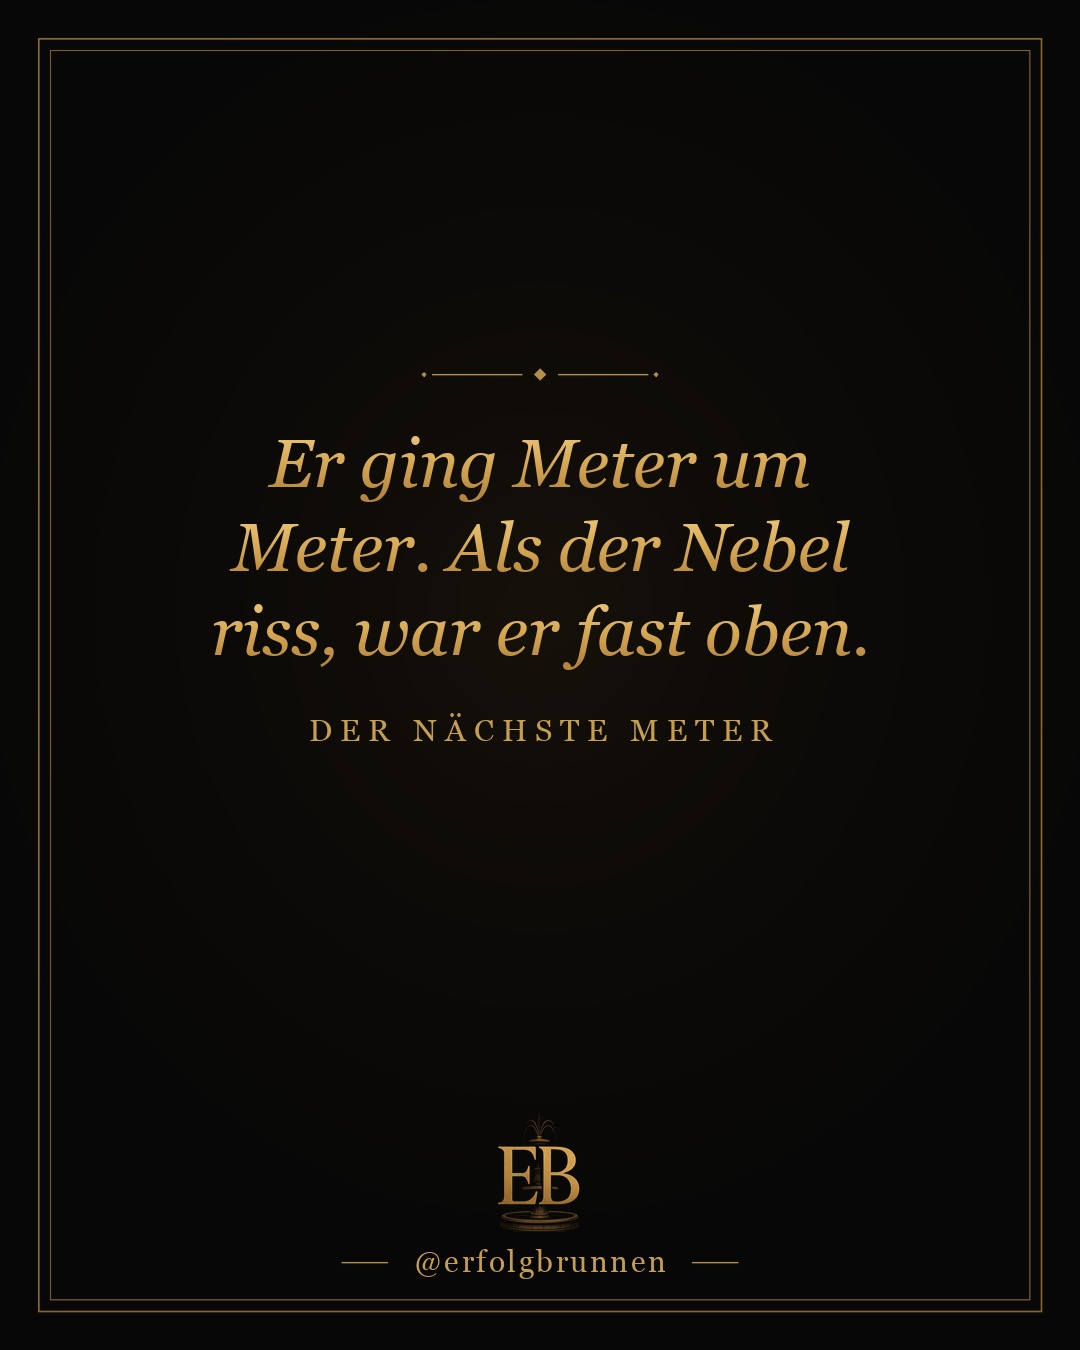 Er ging Meter um
Meter. Als der Nebel
riss, war er fast oben.
DER NÄCHSTE METER
EB
@erfolgbrunnen